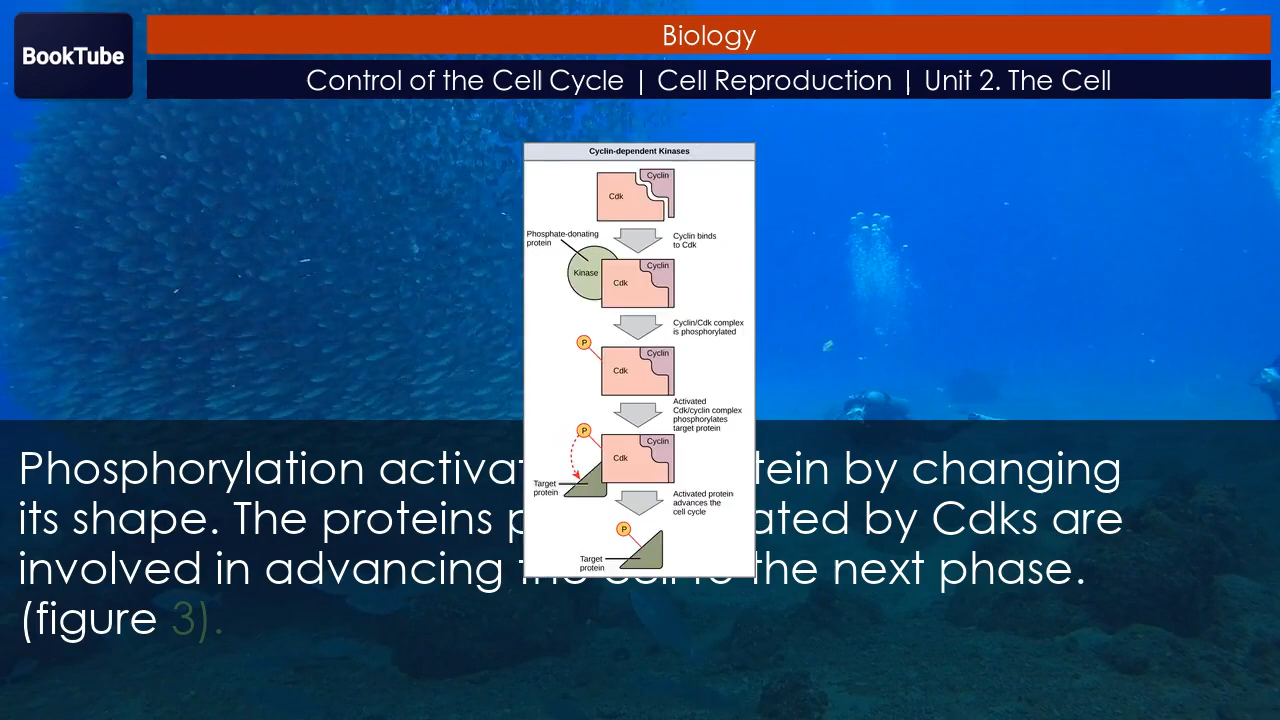 BookTube
Biology
Control of the Cell Cycle | Cell Reproduction | Unit 2. The Cell
Cyclin-dependent Kinases
Cyclin
Cdk
Cyclin binds
to Cdk
Phosphate-donating
protein
Kinase
Cyclin
Cdk
Cyclin/Cdk complex
is phosphorylated
P
Cyclin
Cdk
Activated
Cdk/cyclin complex
phosphorylates
target protein
P
Cyclin
Cdk
Target
protein
Activated protein
advances the
cell cycle
P
Target
protein
Phosphorylation by changing
its shape. The proteins by Cdks are
involved in advancing the next phase.
(figure 3).